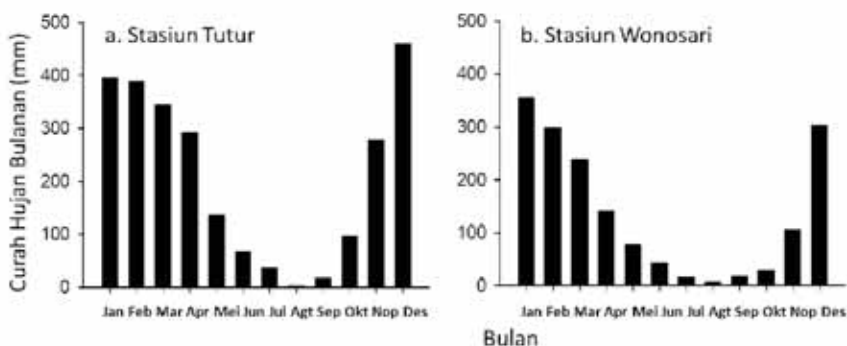 Curah Hujan Bulanan (mm)
500
400
300
200
100
0
a. Stasiun Tutur
Jan Feb Mar Apr Mei Jun Jul Agt Sep Okt Nop Des
500
400
300
200
100
0
b. Stasiun Wonosari
Jan Feb Mar Apr Mei Jun Jul Agt Sep Okt Nop Des
Bulan